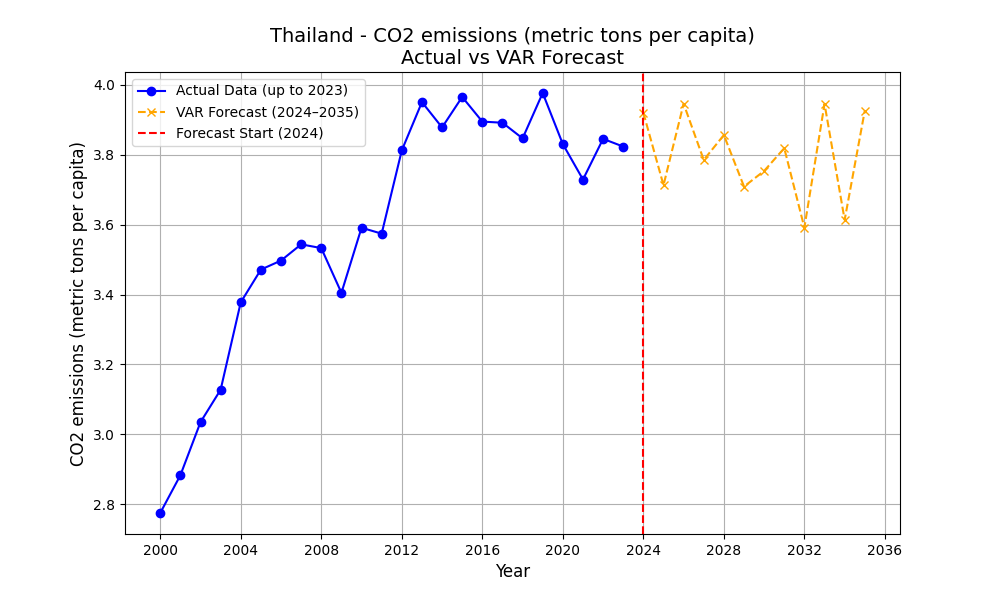 Thailand - CO2 emissions (metric tons per capita)
Actual vs VAR Forecast
Actual Data (up to 2023)
VAR Forecast (2024–2035)
Forecast Start (2024)
CO2 emissions (metric tons per capita)
4.0
3.8
3.6
3.4
3.2
3.0
2.8
2000 2004 2008 2012 2016 2020 2024 2028 2032 2036
Year